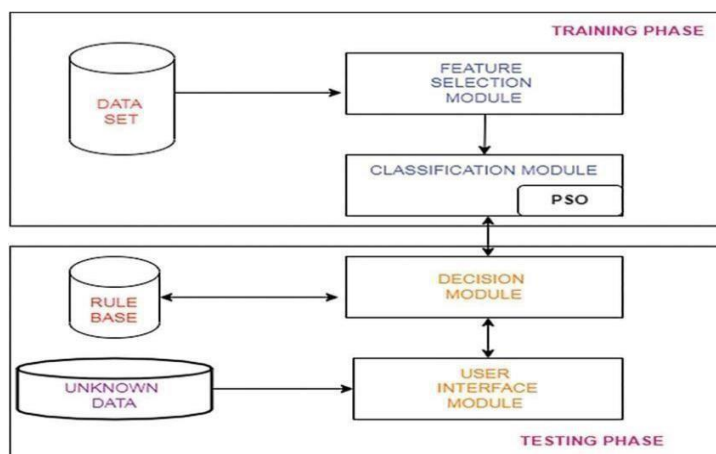 TRAINING PHASE
DATA
SET
FEATURE
SELECTION
MODULE
CLASSIFICATION MODULE
PSO
RULE
BASE
DECISION
MODULE
UNKNOWN
DATA
USER
INTERFACE
MODULE
TESTING PHASE